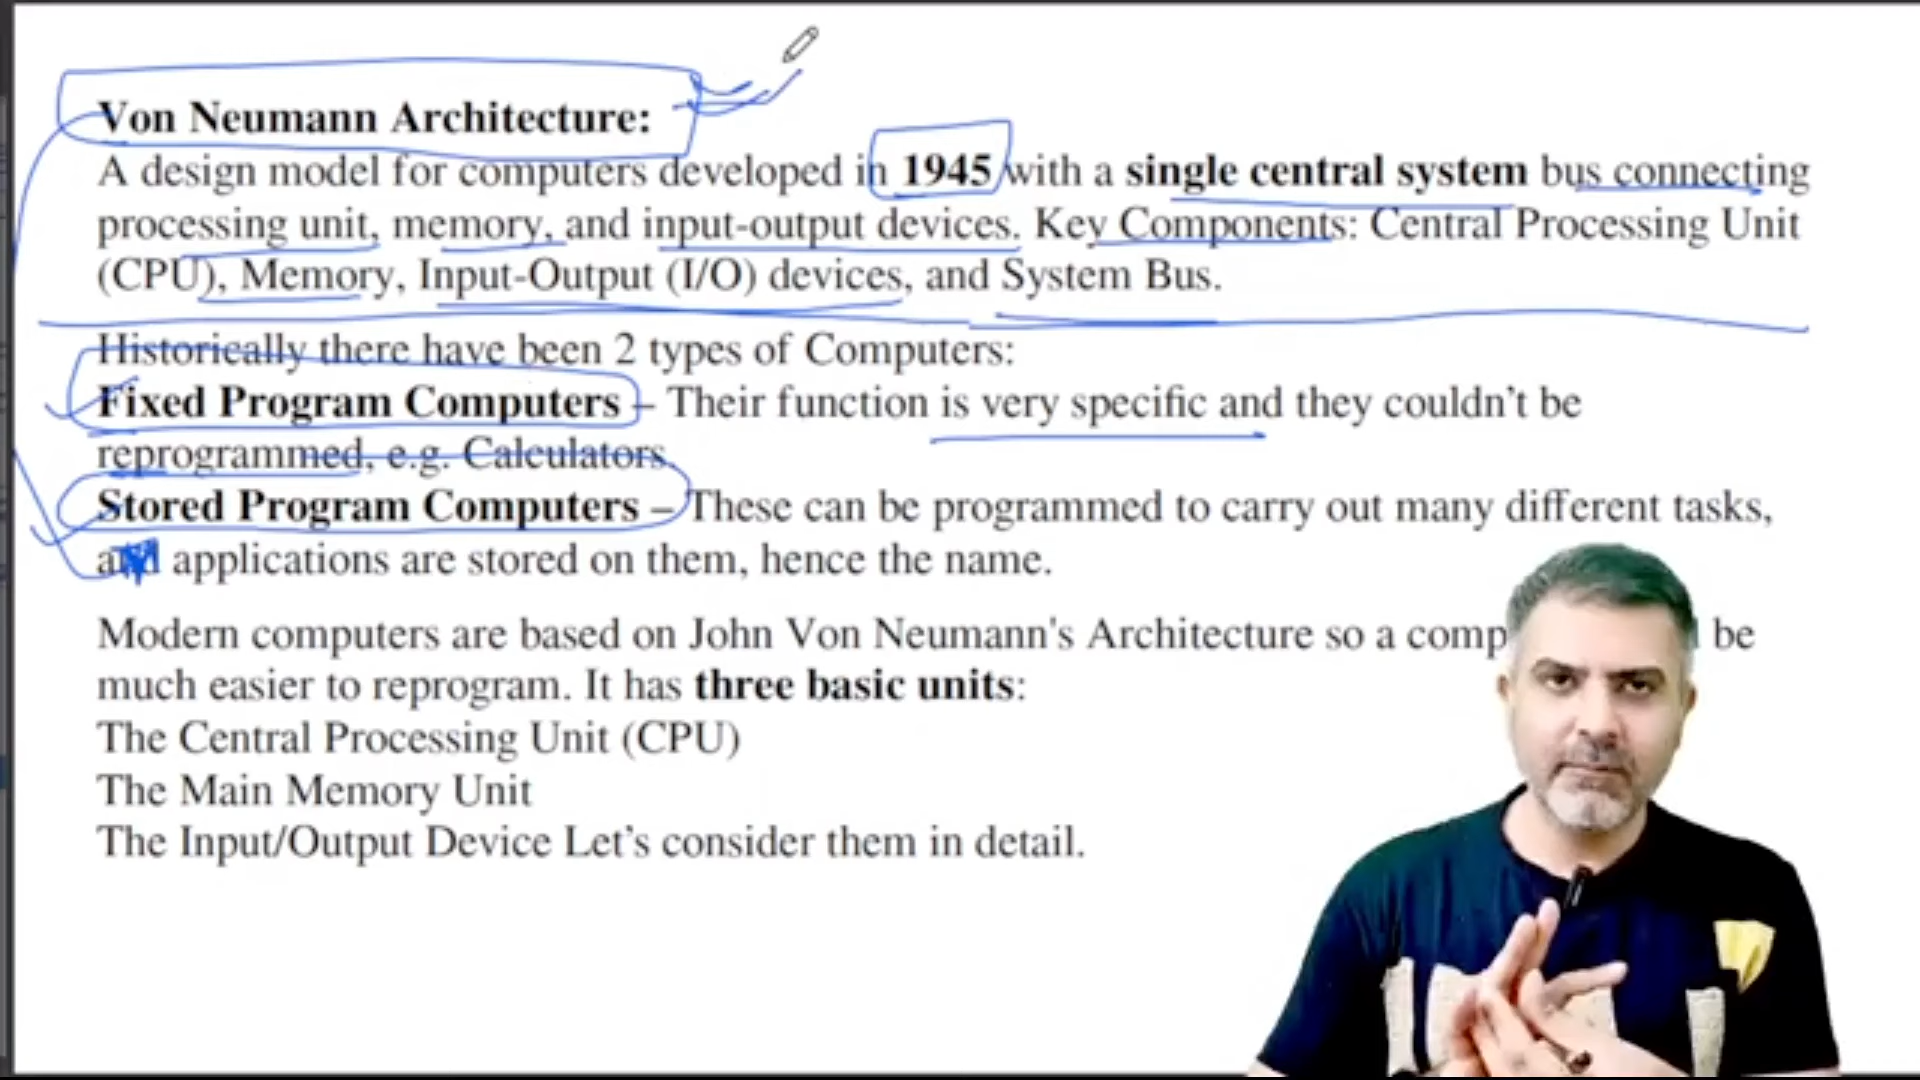 Von Neumann Architecture:
A design model for computers developed in 1945 with a single central system bus connecting
processing unit, memory, and input-output devices. Key Components: Central Processing Unit
(CPU), Memory, Input-Output (I/O) devices, and System Bus.
Historically there have been 2 types of Computers:
Fixed Program Computers – Their function is very specific and they couldn’t be
reprogrammed, e.g. Calculators.
Stored Program Computers – These can be programmed to carry out many different tasks,
and applications are stored on them, hence the name.
Modern computers are based on John Von Neumann's Architecture so a comp be
much easier to reprogram. It has three basic units:
The Central Processing Unit (CPU)
The Main Memory Unit
The Input/Output Device Let’s consider them in detail.